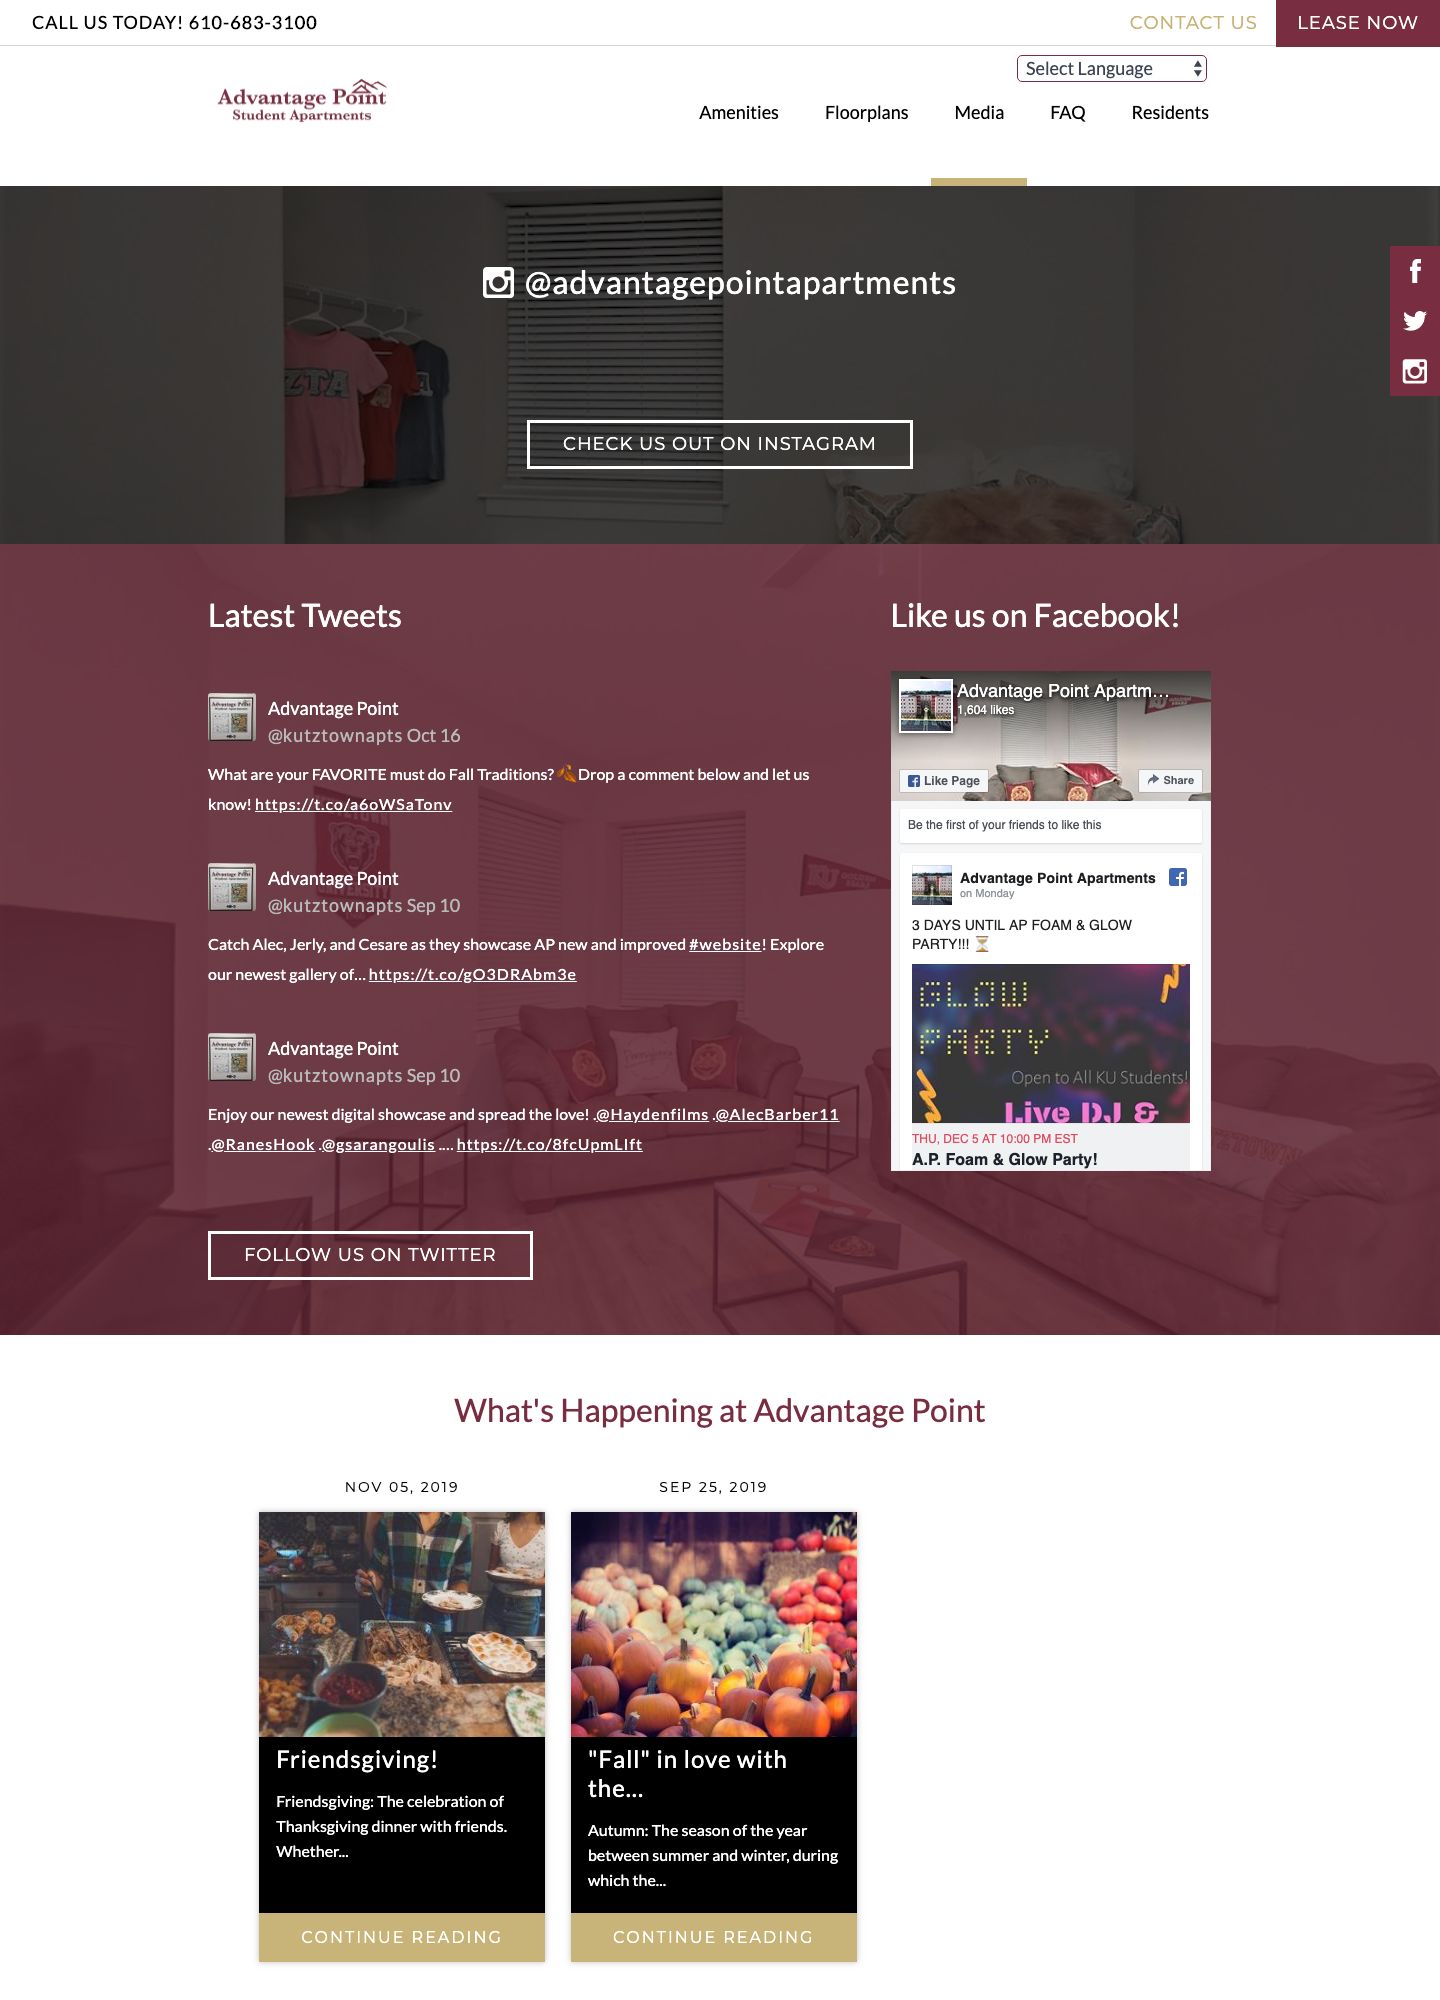 CALL US TODAY! 610-683-3100
CONTACT US
LEASE NOW
Select Language
Advantage Point
Student Apartments
Amenities
Floorplans
Media
FAQ
Residents
ZTA
@advantagepointapartments
CHECK US OUT ON INSTAGRAM
Latest Tweets
Advantage Point
@kutztownapts Oct 16
What are your FAVORITE must do Fall Traditions? 🍂 Drop a comment below and let us
know! https://t.co/a6oWSaTonv
Advantage Point
@kutztownapts Sep 10
Catch Alec, Jerly, and Cesare as they showcase AP new and improved #website! Explore
our newest gallery of… https://t.co/gO3DRAbm3e
Advantage Point
@kutztownapts Sep 10
Enjoy our newest digital showcase and spread the love! .@Haydenfilms .@AlecBarber11
.@RanesHook .@gsarangoulis .… https://t.co/8fcUpmLIft
FOLLOW US ON TWITTER
Like us on Facebook!
Advantage Point Apartm...
1,604 likes
Like Page
Share
Be the first of your friends to like this
Advantage Point Apartments
on Monday
3 DAYS UNTIL AP FOAM & GLOW
PARTY!!! ⏳
GLOW
PARTY
Open to All KU Students!
Live DJ &
THU, DEC 5 AT 10:00 PM EST
A.P. Foam & Glow Party!
What's Happening at Advantage Point
NOV 05, 2019
Friendsgiving!
Friendsgiving: The celebration of
Thanksgiving dinner with friends.
Whether...
CONTINUE READING
SEP 25, 2019
"Fall" in love with
the...
Autumn: The season of the year
between summer and winter, during
which the...
CONTINUE READING